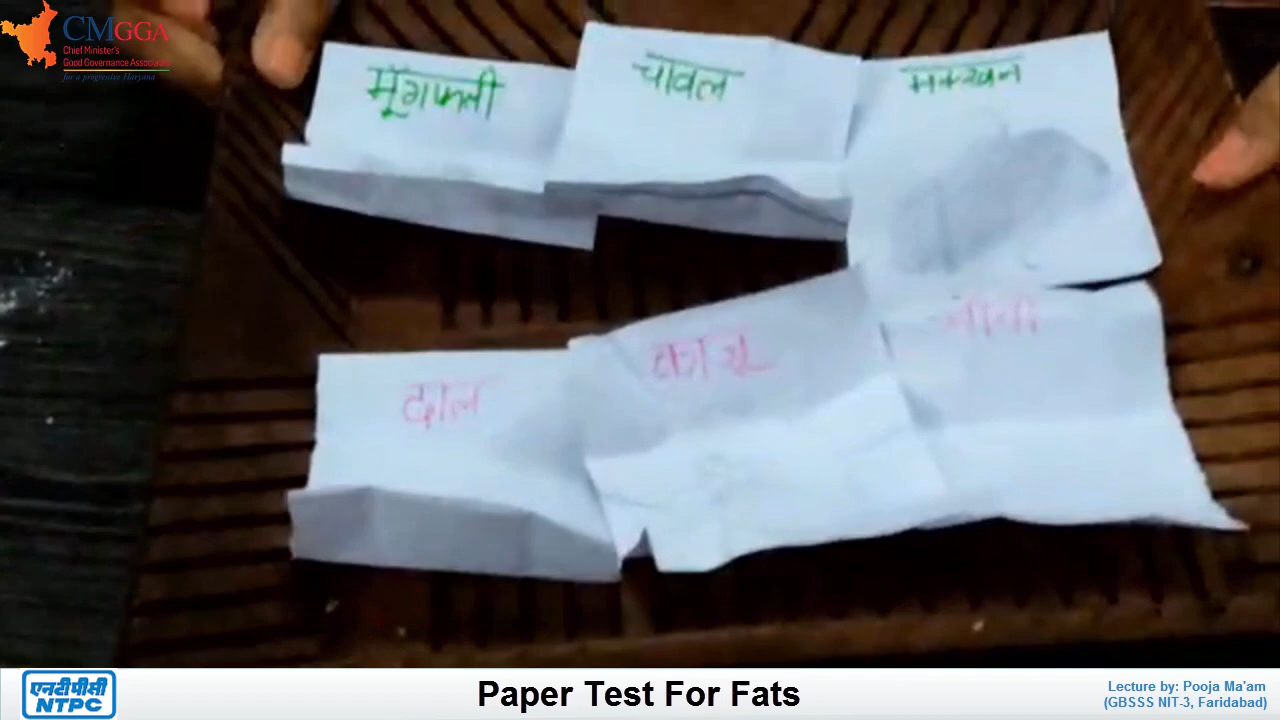 CMGGA
Chief Minister's
Good Governance Associates
for a progressive Haryana
मूँगफली
चावल
मक्खन
दाल
काजू
चीनी
एनटीपीसी
NTPC
Paper Test For Fats
Lecture by: Pooja Ma'am
(GBSSS NIT-3, Faridabad)